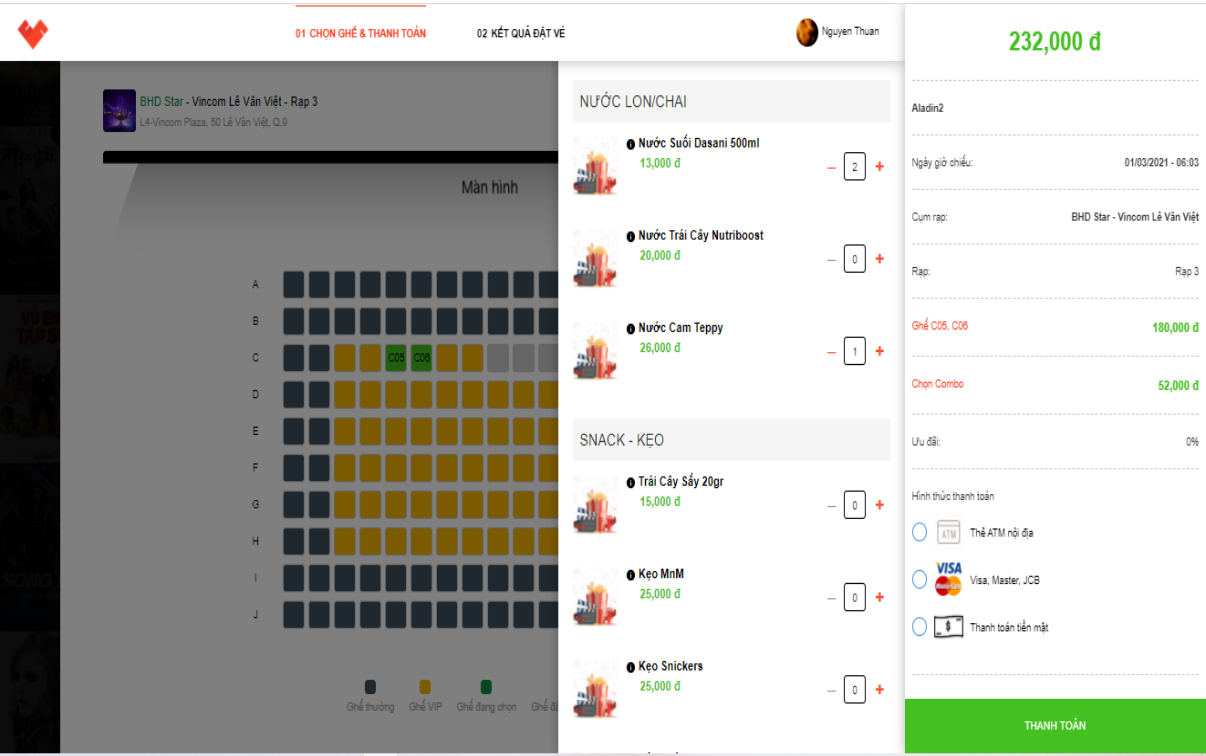 01 CHỌN GHẾ & THANH TOÁN
02 KẾT QUẢ ĐẶT VÉ
Nguyen Thuan
BHD Star - Vincom Lê Văn Việt - Rạp 3
L4-Vincom Plaza, 50 Lê Văn Việt, Q.9
Màn hình
A
B
C C05 C06
D
E
F
G
H
I
J
Ghế thường Ghế VIP Ghế đang chọn Ghế
NƯỚC LON/CHAI
Nước Suối Dasani 500ml
13,000 đ
– 2 +
Nước Trái Cây Nutriboost
20,000 đ
– 0 +
Nước Cam Teppy
26,000 đ
– 1 +
SNACK - KẸO
Trái Cây Sấy 20gr
15,000 đ
– 0 +
Kẹo MnM
25,000 đ
– 0 +
Kẹo Snickers
25,000 đ
– 0 +
232,000 đ
Aladin2
Ngày giờ chiếu: 01/03/2021 - 06:03
Cụm rạp: BHD Star - Vincom Lê Văn Việt
Rạp: Rạp 3
Ghế C05, C06 180,000 đ
Chọn Combo 52,000 đ
Ưu đãi: 0%
Hình thức thanh toán
ATM Thẻ ATM nội địa
VISA Visa, Master, JCB
$ Thanh toán tiền mặt
THANH TOÁN